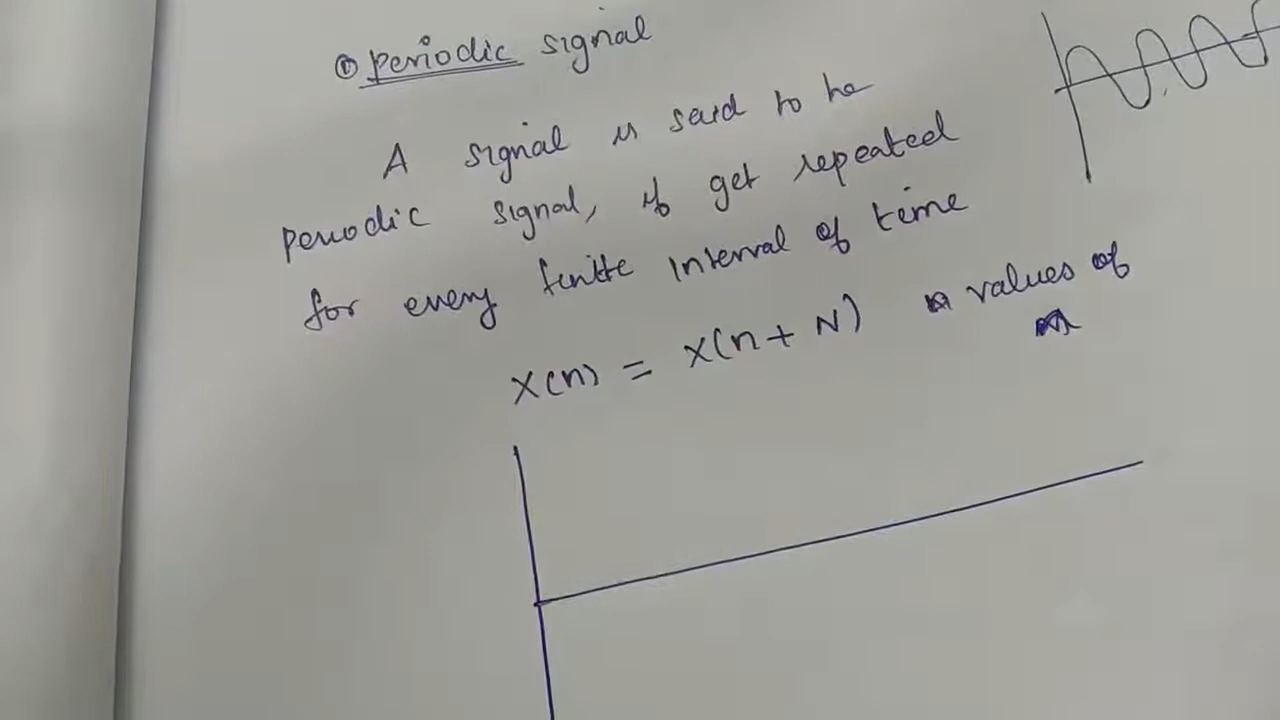 ① periodic signal
A signal is said to be
periodic signal, if get repeated
for every finite interval of time
x(n) = x(n+N) values of